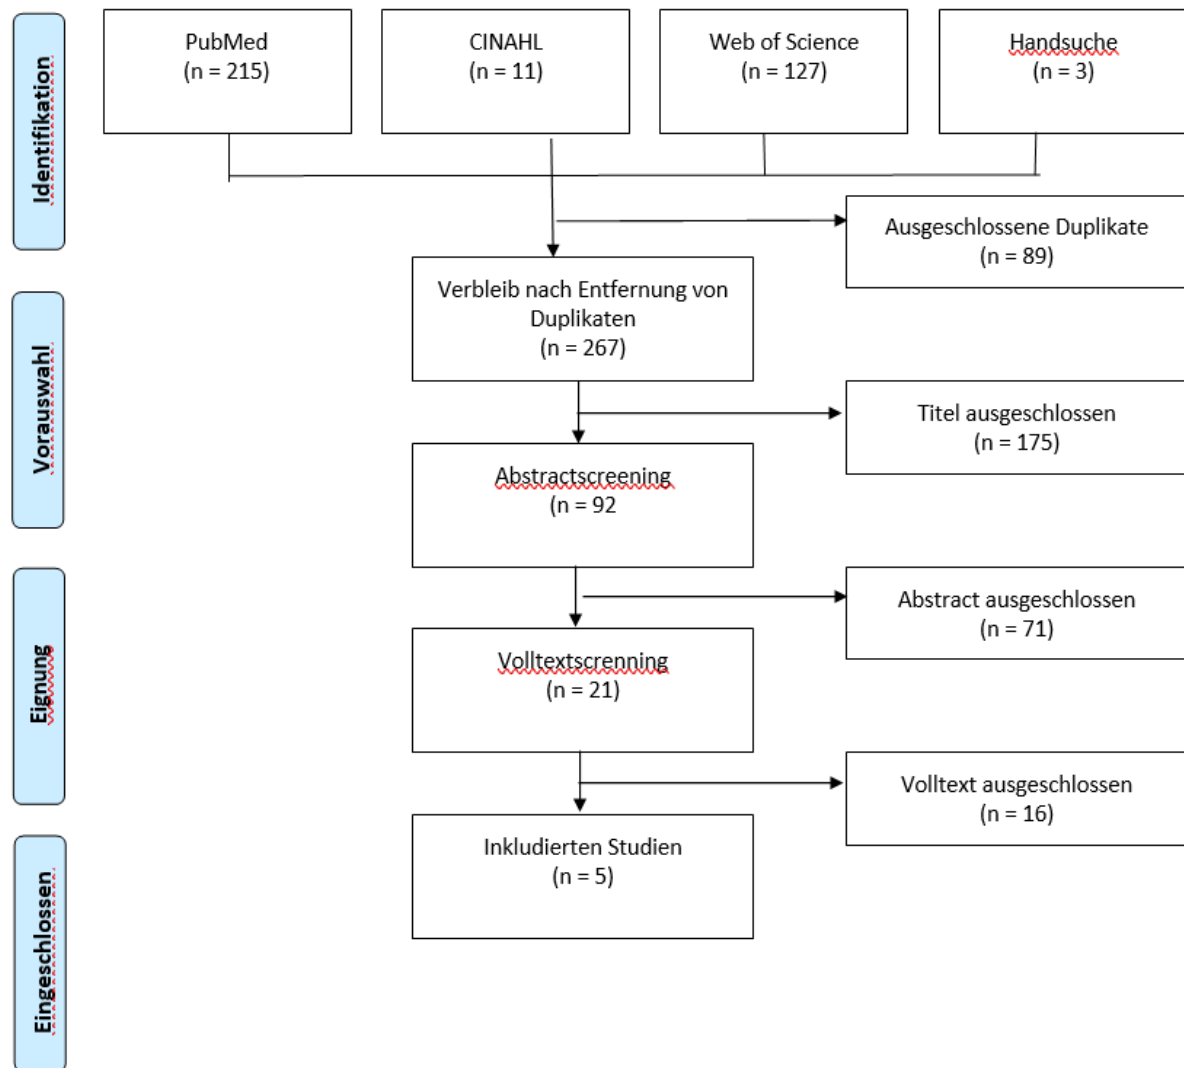 Identifikation
PubMed
(n = 215)
CINAHL
(n = 11)
Web of Science
(n = 127)
Handsuche
(n = 3)
Ausgeschlossene Duplikate
(n = 89)
Verbleib nach Entfernung von
Duplikaten
(n = 267)
Vorauswahl
Titel ausgeschlossen
(n = 175)
Abstractscreening
(n = 92
Eignung
Abstract ausgeschlossen
(n = 71)
Volltextscrenning
(n = 21)
Volltext ausgeschlossen
(n = 16)
Eingeschlossen
Inkludierten Studien
(n = 5)